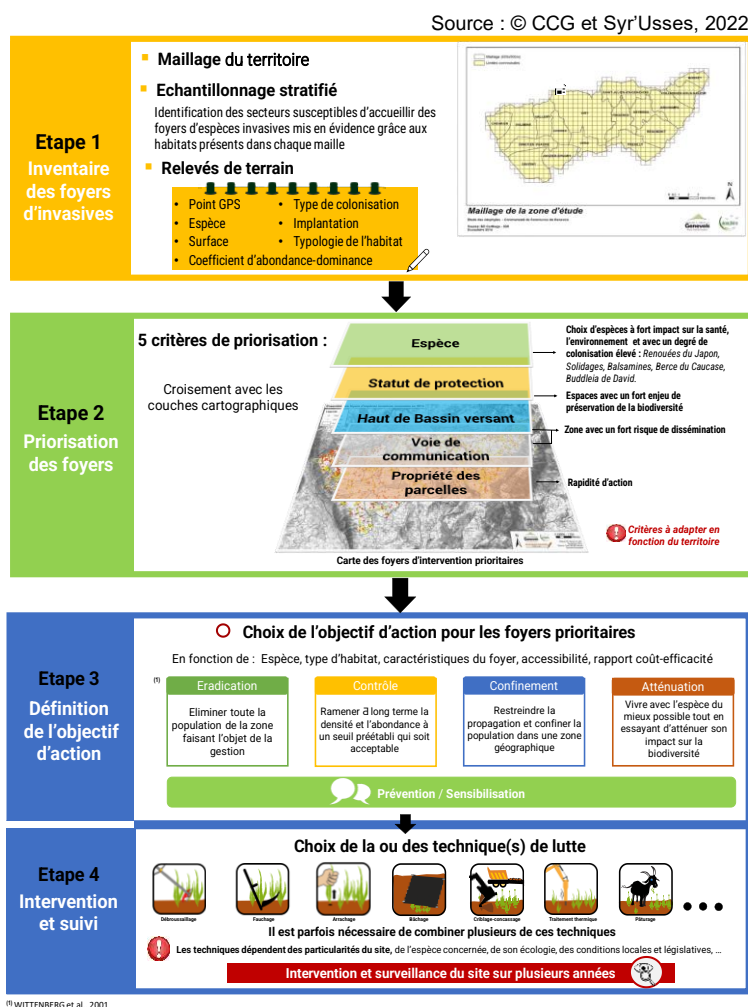 Source : © CCG et Syr'Usses, 2022
Etape 1
Inventaire
des foyers
d'invasives
Maillage du territoire
Echantillonnage stratifié
Identification des secteurs susceptibles d'accueillir des
foyers d'espèces invasives mis en évidence grâce aux
habitats présents dans chaque maille
Relevés de terrain
• Point GPS
• Espèce
• Surface
• Coefficient d'abondance-dominance
• Type de colonisation
• Implantation
• Typologie de l'habitat
Maillage de la zone d'étude
Genevois
N
Etape 2
Priorisation
des foyers
5 critères de priorisation :
Croisement avec les
couches cartographiques
Espèce
Statut de protection
Haut de Bassin versant
Voie de
communication
Propriété des
parcelles
Carte des foyers d'intervention prioritaires
Choix d'espèces à fort impact sur la santé,
l'environnement et avec un degré de
colonisation élevé : Renouées du Japon,
Solidages, Balsamines, Berce du Caucase,
Buddleia de David.
Espaces avec un fort enjeu de
préservation de la biodiversité
Zone avec un fort risque de dissémination
Rapidité d'action
Critères à adapter en
fonction du territoire
Etape 3
Définition
de l'objectif
d'action
Choix de l'objectif d'action pour les foyers prioritaires
En fonction de : Espèce, type d'habitat, caractéristiques du foyer, accessibilité, rapport coût-efficacité
(1)
Eradication
Eliminer toute la
population de la zone
faisant l'objet de la
gestion
Contrôle
Ramener à long terme la
densité et l'abondance à
un seuil préétabli qui soit
acceptable
Confinement
Restreindre la
propagation et confiner la
population dans une zone
géographique
Atténuation
Vivre avec l'espèce du
mieux possible tout en
essayant d'atténuer son
impact sur la
biodiversité
Prévention / Sensibilisation
Etape 4
Intervention
et suivi
Choix de la ou des technique(s) de lutte
Débroussaillage
Fauchage
Arrachage
Bâchage
Criblage-concassage
Traitement thermique
Pâturage
Il est parfois nécessaire de combiner plusieurs de ces techniques
Les techniques dépendent des particularités du site, de l'espèce concernée, de son écologie, des conditions locales et législatives, …
Intervention et surveillance du site sur plusieurs années
(1) WITTENBERG et al., 2001